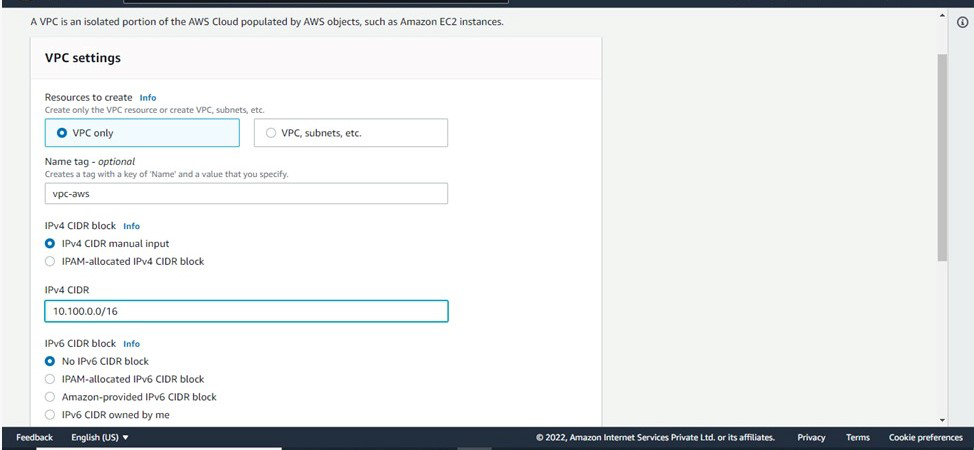 A VPC is an isolated portion of the AWS Cloud populated by AWS objects, such as Amazon EC2 instances.
VPC settings
Resources to create Info
Create only the VPC resource or create VPC, subnets, etc.
VPC only VPC, subnets, etc.
Name tag - optional
Creates a tag with a key of 'Name' and a value that you specify.
vpc-aws
IPv4 CIDR block Info
IPv4 CIDR manual input
IPAM-allocated IPv4 CIDR block
IPv4 CIDR
10.100.0.0/16
IPv6 CIDR block Info
No IPv6 CIDR block
IPAM-allocated IPv6 CIDR block
Amazon-provided IPv6 CIDR block
IPv6 CIDR owned by me
Feedback English (US) ▼ © 2022, Amazon Internet Services Private Ltd. or its affiliates. Privacy Terms Cookie preferences